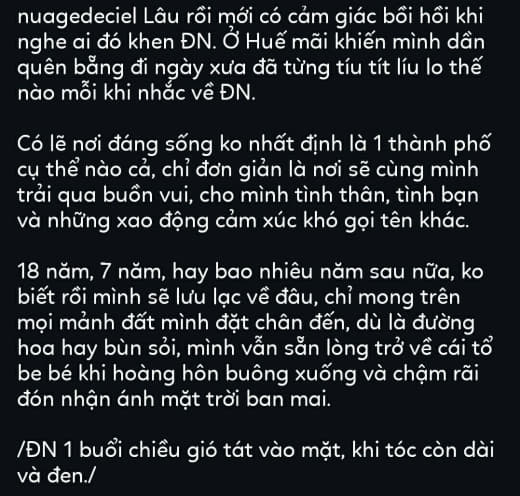 nuagedeciel Lâu rồi mới có cảm giác bồi hồi khi
nghe ai đó khen ĐN. Ở Huế mãi khiến mình dần
quên bẵng đi ngày xưa đã từng tíu tít líu lo thế
nào mỗi khi nhắc về ĐN.

Có lẽ nơi đáng sống ko nhất định là 1 thành phố
cụ thể nào cả, chỉ đơn giản là nơi sẽ cùng mình
trải qua buồn vui, cho mình tình thân, tình bạn
và những xao động cảm xúc khó gọi tên khác.

18 năm, 7 năm, hay bao nhiêu năm sau nữa, ko
biết rồi mình sẽ lưu lạc về đâu, chỉ mong trên
mọi mảnh đất mình đặt chân đến, dù là đường
hoa hay bùn sỏi, mình vẫn sẵn lòng trở về cái tổ
be bé khi hoàng hôn buông xuống và chậm rãi
đón nhận ánh mặt trời ban mai.

/ĐN 1 buổi chiều gió tát vào mặt, khi tóc còn dài
và đen./